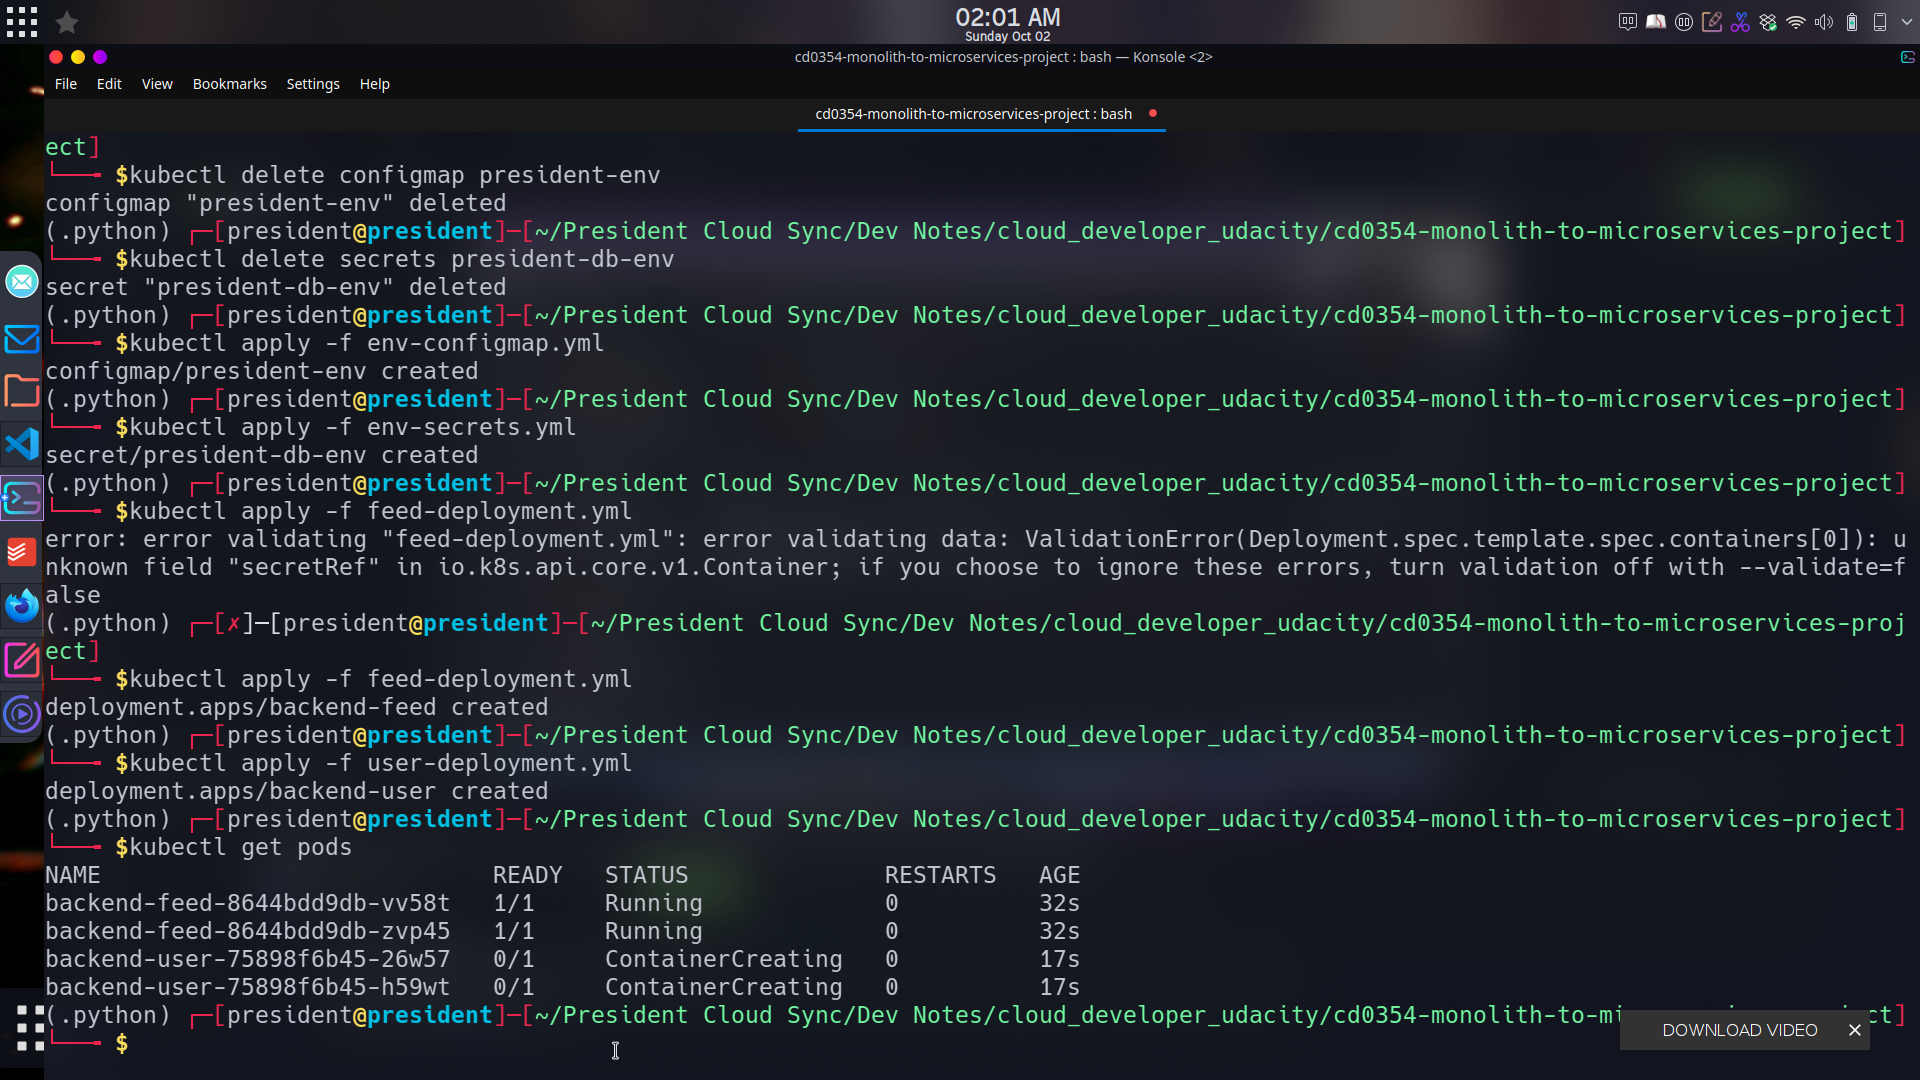 02:01 AM
Sunday Oct 02
cd0354-monolith-to-microservices-project : bash — Konsole <2>
File Edit View Bookmarks Settings Help
cd0354-monolith-to-microservices-project : bash
ect]
$kubectl delete configmap president-env
configmap "president-env" deleted
(.python) ┌─[president@president]─[~/President Cloud Sync/Dev Notes/cloud_developer_udacity/cd0354-monolith-to-microservices-project]
└──╼ $kubectl delete secrets president-db-env
secret "president-db-env" deleted
(.python) ┌─[president@president]─[~/President Cloud Sync/Dev Notes/cloud_developer_udacity/cd0354-monolith-to-microservices-project]
└──╼ $kubectl apply -f env-configmap.yml
configmap/president-env created
(.python) ┌─[president@president]─[~/President Cloud Sync/Dev Notes/cloud_developer_udacity/cd0354-monolith-to-microservices-project]
└──╼ $kubectl apply -f env-secrets.yml
secret/president-db-env created
(.python) ┌─[president@president]─[~/President Cloud Sync/Dev Notes/cloud_developer_udacity/cd0354-monolith-to-microservices-project]
└──╼ $kubectl apply -f feed-deployment.yml
error: error validating "feed-deployment.yml": error validating data: ValidationError(Deployment.spec.template.spec.containers[0]): u
nknown field "secretRef" in io.k8s.api.core.v1.Container; if you choose to ignore these errors, turn validation off with --validate=f
alse
(.python) ┌─[✗]─[president@president]─[~/President Cloud Sync/Dev Notes/cloud_developer_udacity/cd0354-monolith-to-microservices-proj
ect]
└──╼ $kubectl apply -f feed-deployment.yml
deployment.apps/backend-feed created
(.python) ┌─[president@president]─[~/President Cloud Sync/Dev Notes/cloud_developer_udacity/cd0354-monolith-to-microservices-project]
└──╼ $kubectl apply -f user-deployment.yml
deployment.apps/backend-user created
(.python) ┌─[president@president]─[~/President Cloud Sync/Dev Notes/cloud_developer_udacity/cd0354-monolith-to-microservices-project]
└──╼ $kubectl get pods
NAME READY STATUS RESTARTS AGE
backend-feed-8644bdd9db-vv58t 1/1 Running 0 32s
backend-feed-8644bdd9db-zvp45 1/1 Running 0 32s
backend-user-75898f6b45-26w57 0/1 ContainerCreating 0 17s
backend-user-75898f6b45-h59wt 0/1 ContainerCreating 0 17s
(.python) ┌─[president@president]─[~/President Cloud Sync/Dev Notes/cloud_developer_udacity/cd0354-monolith-to-mi ct]
└──╼ $
DOWNLOAD VIDEO ✕